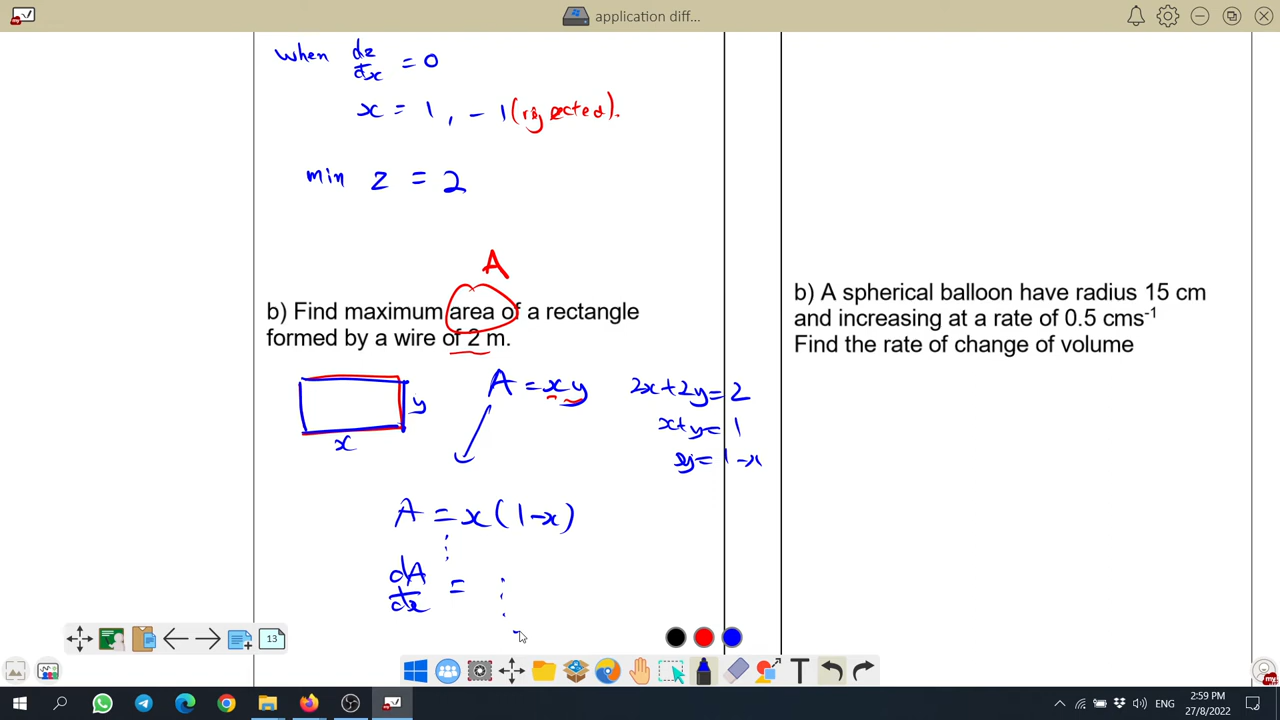 application diff...
when dz/dx = 0
x = 1, -1 (rejected).
min z = 2
A
b) Find maximum area of a rectangle
formed by a wire of 2 m.
y
x
A = xy
2x+2y = 2
x+y = 1
y = 1-x
A = x(1-x)
dA/dx =
b) A spherical balloon have radius 15 cm
and increasing at a rate of 0.5 cms⁻¹
Find the rate of change of volume
13
T
ENG
2:59 PM
27/8/2022